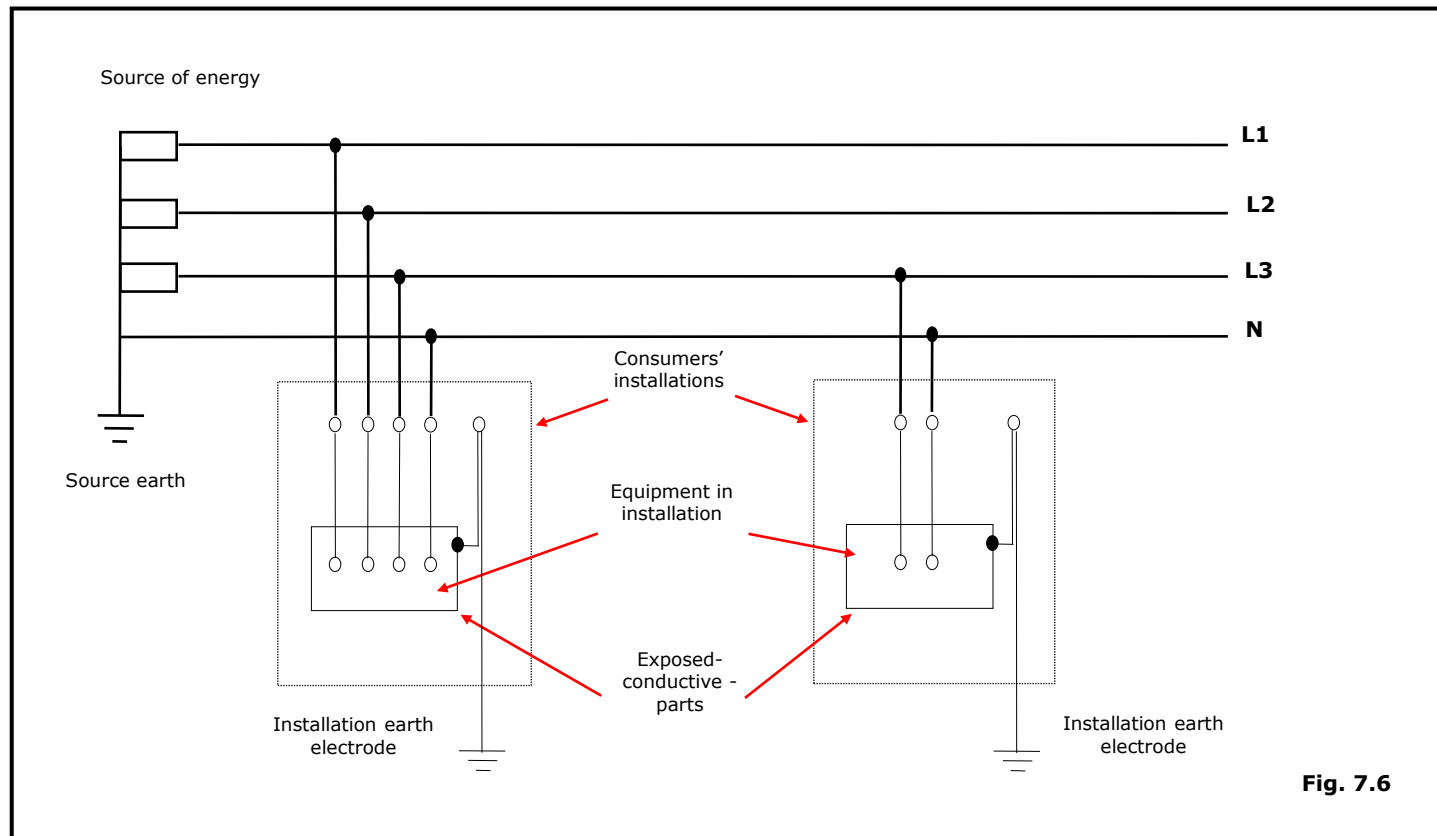 Source of energy
L1
L2
L3
N
Consumers’
installations
Source earth
Equipment in
installation
Exposed-
conductive -
parts
Installation earth
electrode
Installation earth
electrode
Fig. 7.6